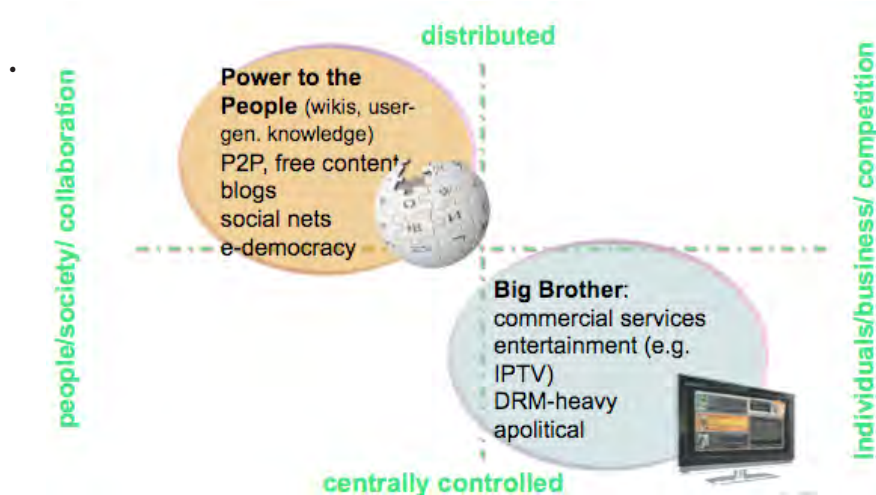 distributed
•
people/society/ collaboration
Power to the
People (wikis, user-
gen. knowledge)
P2P, free content,
blogs
social nets
e-democracy
Individuals/business/ competition
Big Brother:
commercial services
entertainment (e.g.
IPTV)
DRM-heavy
apolitical
centrally controlled